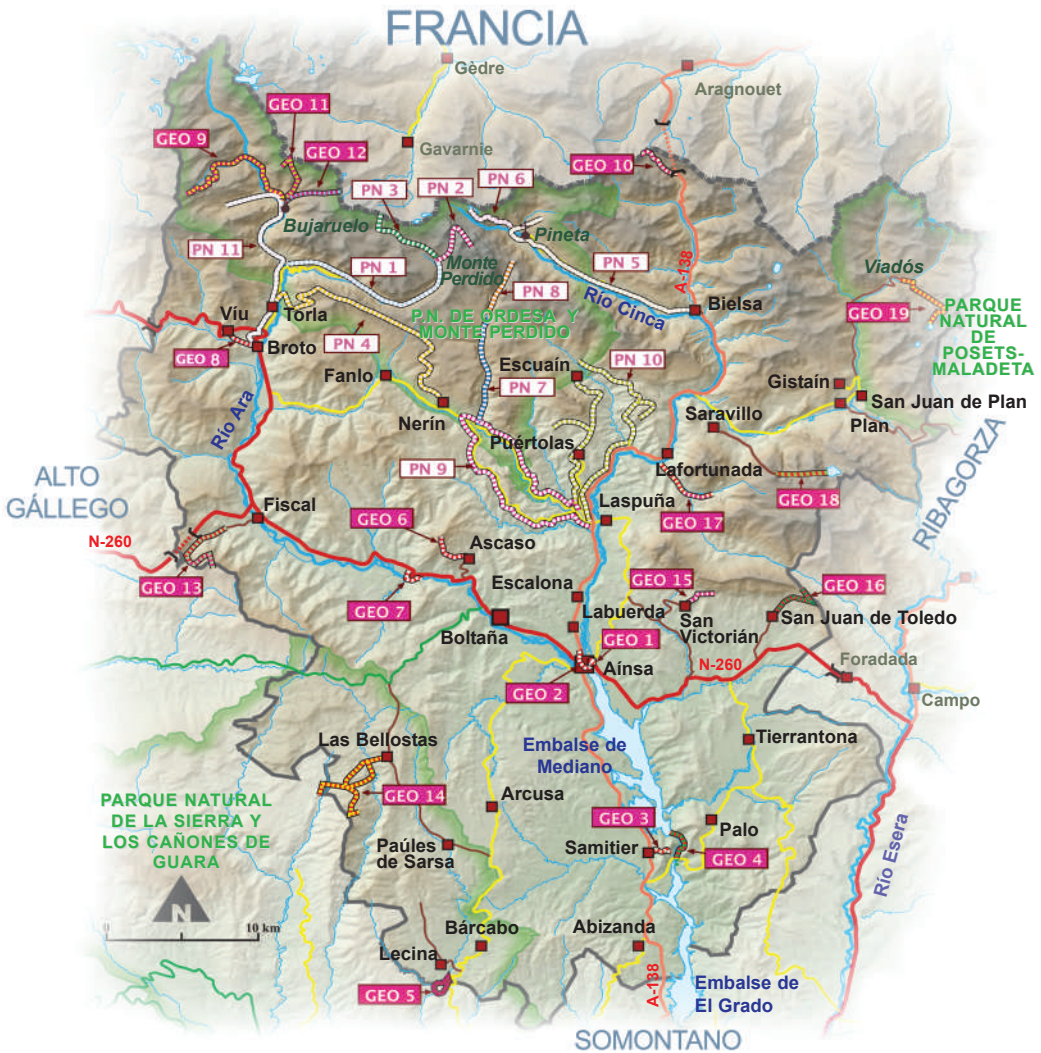 FRANCIA
Gèdre
Aragnouet
GEO 11
GEO 9
Gavarnie
GEO 12
GEO 10
PN 3
PN 2
PN 6
Bujaruelo
Pineta
PN 11
PN 1
Monte
Perdido
PN 5
A-138
Viadós
PN 8
Río Cinca
Bielsa
GEO 19
PARQUE
NATURAL
DE
POSETS-
MALADETA
Víu
Torla
P.N. DE ORDESA Y
MONTE PERDIDO
GEO 8
Broto
PN 4
Escuaín
PN 10
Fanlo
PN 7
Gistaín
San Juan de Plan
Plan
Nerín
Saravillo
Río Ara
Puértolas
PN 9
Lafortunada
GEO 18
RIBAGORZA
ALTO
GÁLLEGO
Laspuña
GEO 17
Fiscal
GEO 6
N-260
Ascaso
GEO 13
Escalona
GEO 15
GEO 16
GEO 7
Labuerda
San
Victorián
San Juan de Toledo
Boltaña
GEO 1
Aínsa
N-260
Foradada
GEO 2
Campo
Las Bellostas
Embalse de
Mediano
Tierrantona
PARQUE NATURAL
DE LA SIERRA Y
LOS CAÑONES DE
GUARA
GEO 14
Arcusa
GEO 3
Palo
Paúles
de Sarsa
Samitier
GEO 4
Río Esera
N
10 km
Bárcabo
Abizanda
Lecina
GEO 5
A-138
Embalse de
El Grado
SOMONTANO